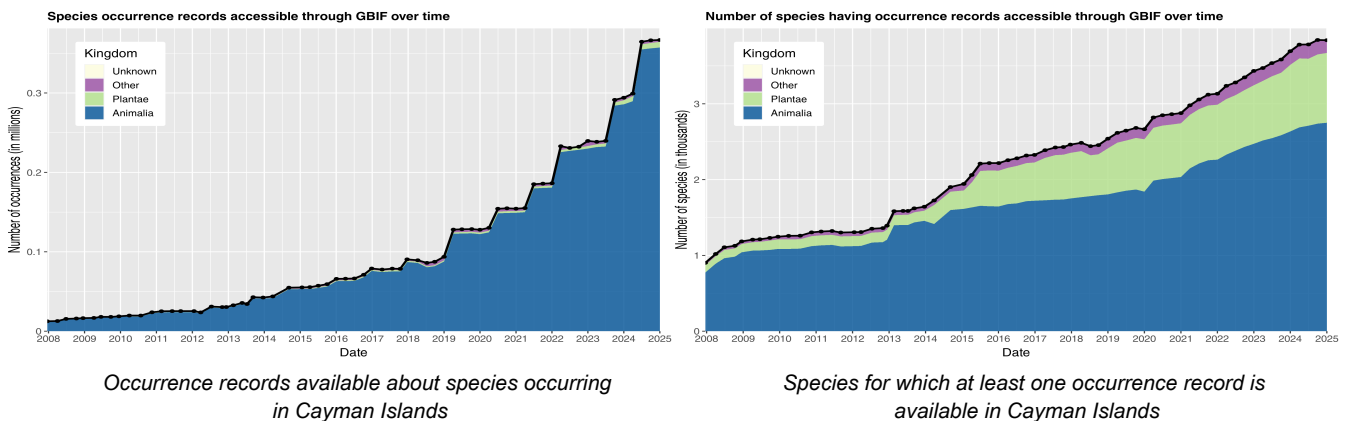 Species occurrence records accessible through GBIF over time
Number of occurrences (in millions)
Kingdom
Unknown
Other
Plantae
Animalia
0.3
0.2
0.1
0
2008 2009 2010 2011 2012 2013 2014 2015 2016 2017 2018 2019 2020 2021 2022 2023 2024 2025
Date
Occurrence records available about species occurring
in Cayman Islands
Number of species having occurrence records accessible through GBIF over time
Number of species (in thousands)
Kingdom
Unknown
Other
Plantae
Animalia
3
2
1
0
2008 2009 2010 2011 2012 2013 2014 2015 2016 2017 2018 2019 2020 2021 2022 2023 2024 2025
Date
Species for which at least one occurrence record is
available in Cayman Islands